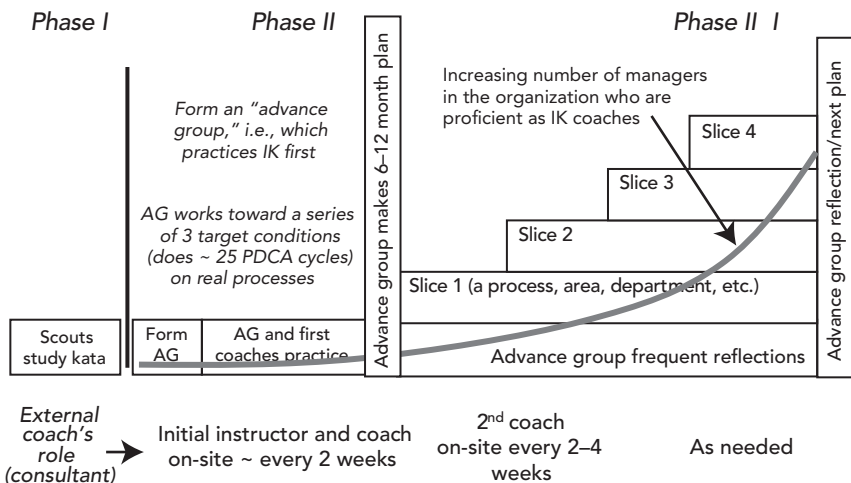 Phase I
Phase II
Phase II I
Form an “advance
group,” i.e., which
practices IK first
AG works toward a series
of 3 target conditions
(does ~ 25 PDCA cycles)
on real processes
Advance group makes 6–12 month plan
Increasing number of managers
in the organization who are
proficient as IK coaches
Slice 4
Slice 3
Slice 2
Slice 1 (a process, area, department, etc.)
Advance group reflection/next plan
Scouts
study kata
Form
AG
AG and first
coaches practice
Advance group frequent reflections
External
coach’s
role
(consultant)
Initial instructor and coach
on-site ~ every 2 weeks
2nd coach
on-site every 2–4
weeks
As needed